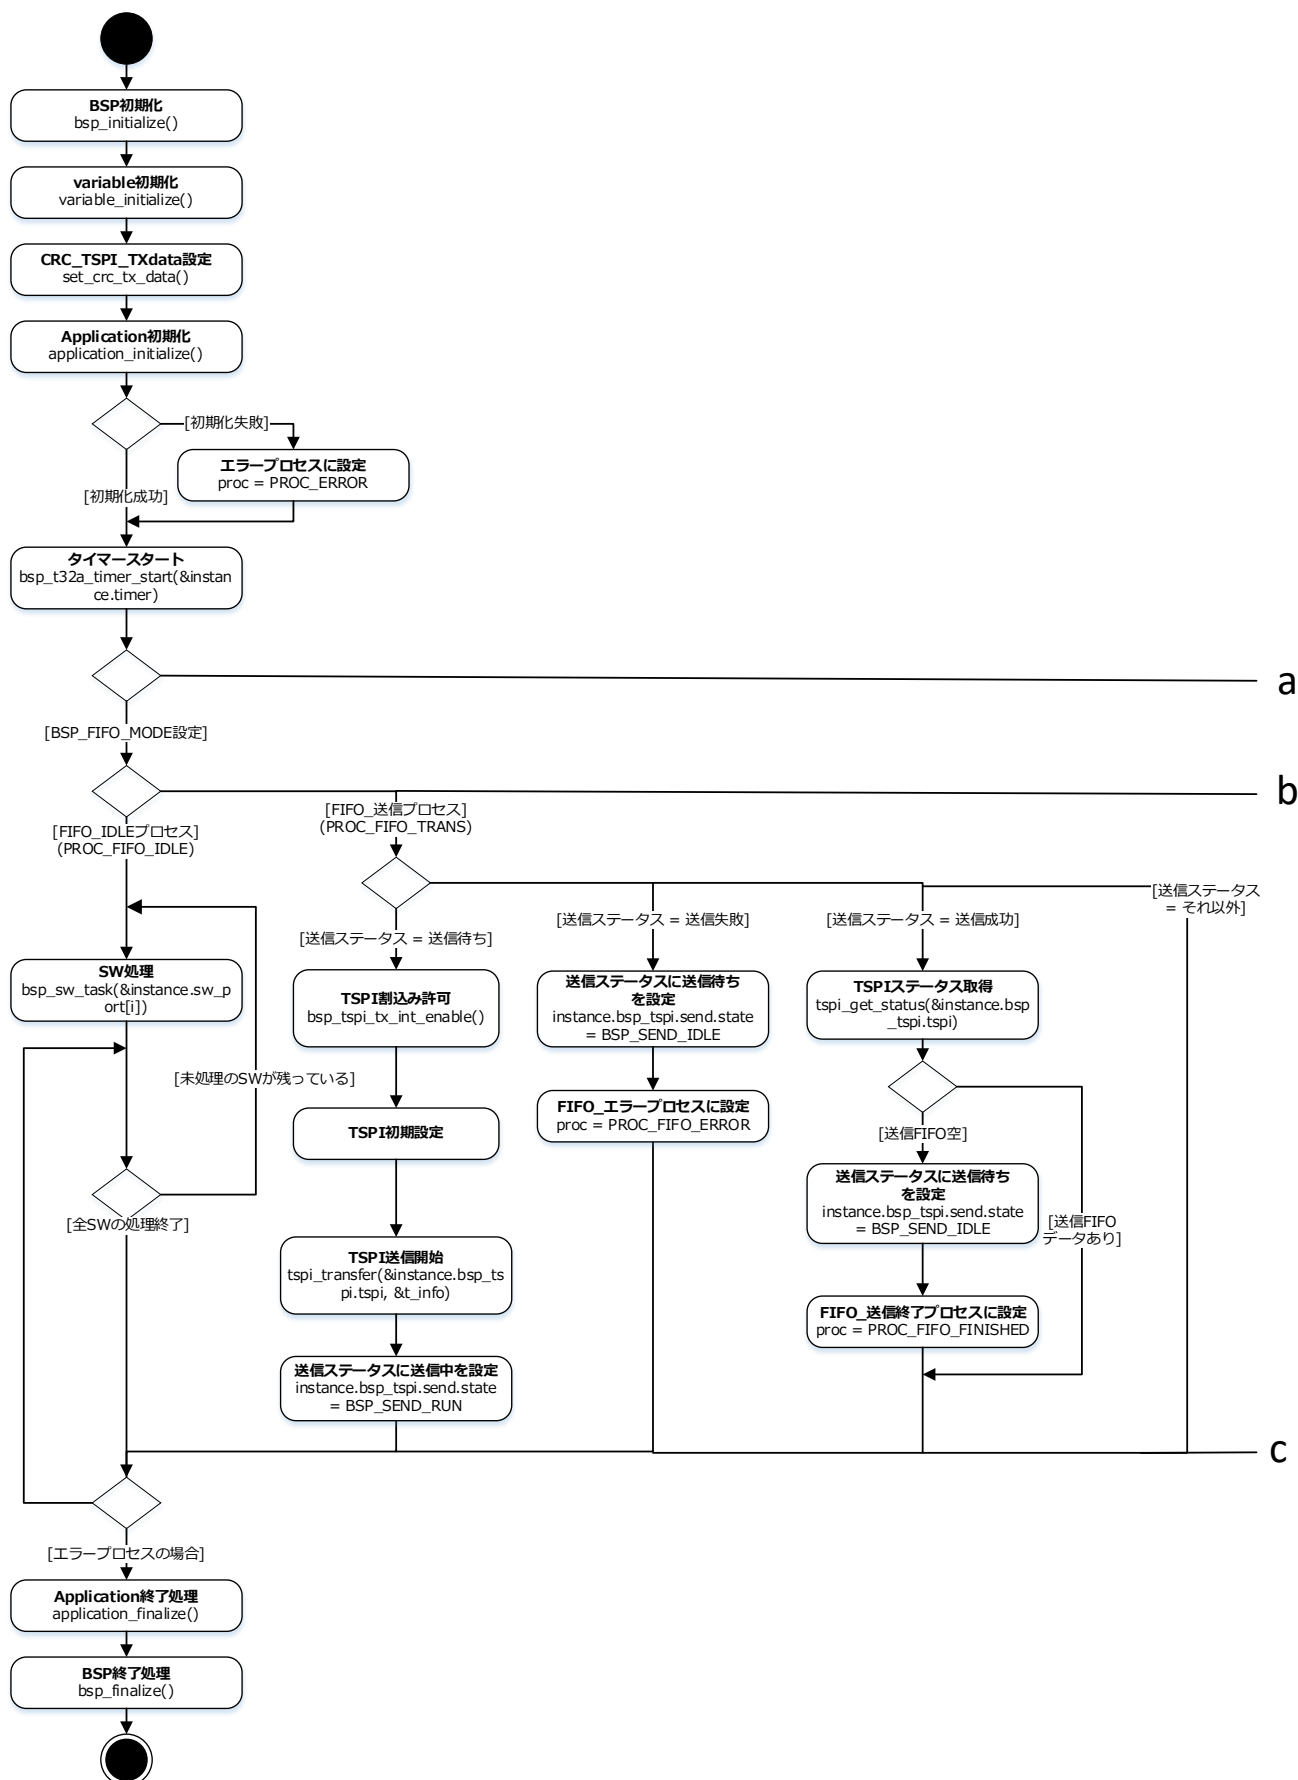 BSP初期化
bsp_initialize()
variable初期化
variable_initialize()
CRC_TSPI_TXdata設定
set_crc_tx_data()
Application初期化
application_initialize()
[初期化失敗]
エラープロセスに設定
proc = PROC_ERROR
[初期化成功]
タイマースタート
bsp_t32a_timer_start(&instan
ce.timer)
a
[BSP_FIFO_MODE設定]
b
[FIFO_IDLEプロセス]
(PROC_FIFO_IDLE)
[FIFO_送信プロセス]
(PROC_FIFO_TRANS)
[送信ステータス
= それ以外]
[送信ステータス = 送信待ち]
[送信ステータス = 送信失敗]
[送信ステータス = 送信成功]
SW処理
bsp_sw_task(&instance.sw_p
ort[i])
TSPI割込み許可
bsp_tspi_tx_int_enable()
送信ステータスに送信待ち
を設定
instance.bsp_tspi.send.state
= BSP_SEND_IDLE
TSPIステータス取得
tspi_get_status(&instance.bsp
_tspi.tspi)
[未処理のSWが残っている]
TSPI初期設定
FIFO_エラープロセスに設定
proc = PROC_FIFO_ERROR
[送信FIFO空]
送信ステータスに送信待ち
を設定
instance.bsp_tspi.send.state
= BSP_SEND_IDLE
[送信FIFO
データあり]
[全SWの処理終了]
TSPI送信開始
tspi_transfer(&instance.bsp_ts
pi.tspi, &t_info)
FIFO_送信終了プロセスに設定
proc = PROC_FIFO_FINISHED
送信ステータスに送信中を設定
instance.bsp_tspi.send.state
= BSP_SEND_RUN
c
[エラープロセスの場合]
Application終了処理
application_finalize()
BSP終了処理
bsp_finalize()